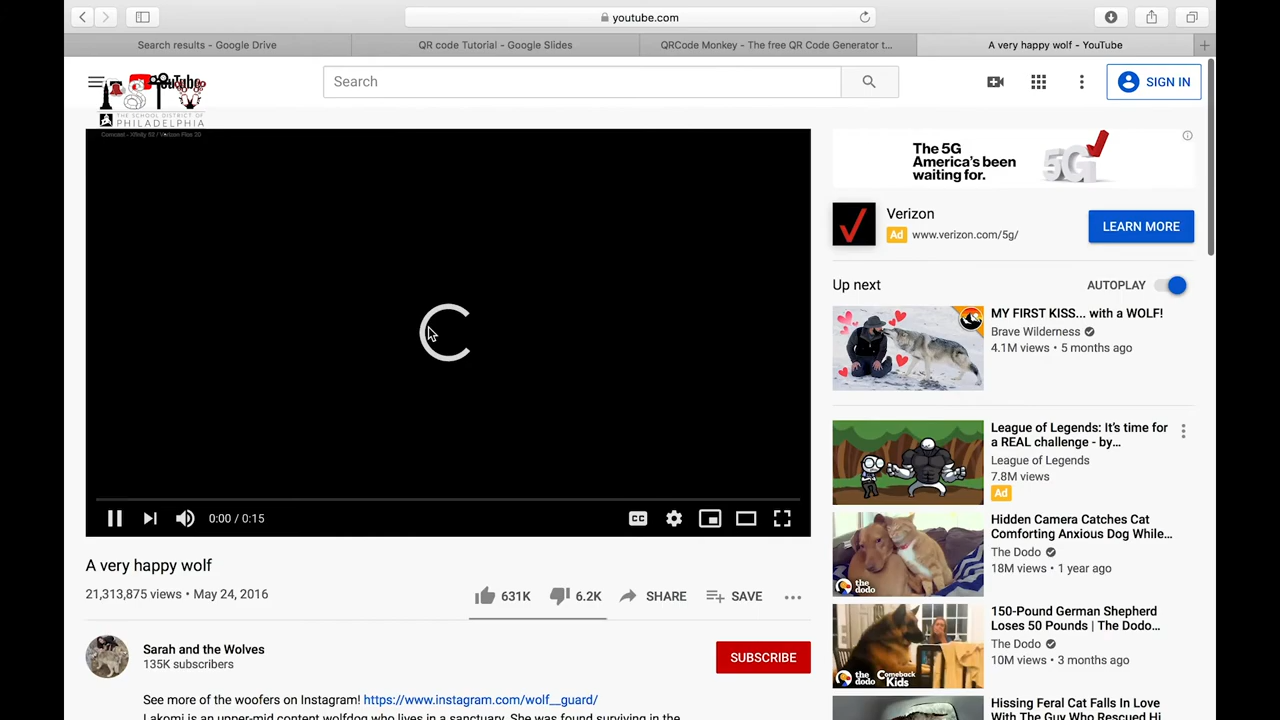 youtube.com
Search results - Google Drive
QR code Tutorial - Google Slides
QRCode Monkey - The free QR Code Generator t...
A very happy wolf - YouTube
YouTube
Search
SIGN IN
THE SCHOOL DISTRICT OF
PHILADELPHIA
Comcast - Xfinity 52 / Verizon Fios 20
The 5G
America's been
waiting for.
5G
Verizon
Ad www.verizon.com/5g/
LEARN MORE
Up next
AUTOPLAY
MY FIRST KISS... with a WOLF!
Brave Wilderness
4.1M views • 5 months ago
League of Legends: It's time for
a REAL challenge - by...
League of Legends
7.8M views
Ad
Hidden Camera Catches Cat
Comforting Anxious Dog While...
The Dodo
18M views • 1 year ago
the dodo
150-Pound German Shepherd
Loses 50 Pounds | The Dodo...
The Dodo
10M views • 3 months ago
the dodo
Comeback Kids
Hissing Feral Cat Falls In Love
With The Guy Who Rescued Hi
0:00 / 0:15
CC
A very happy wolf
21,313,875 views • May 24, 2016
631K
6.2K
SHARE
SAVE
Sarah and the Wolves
135K subscribers
SUBSCRIBE
See more of the woofers on Instagram! https://www.instagram.com/wolf__guard/
Lakomi is an upper-mid content wolfdog who lives in a sanctuary. She was found surviving in the